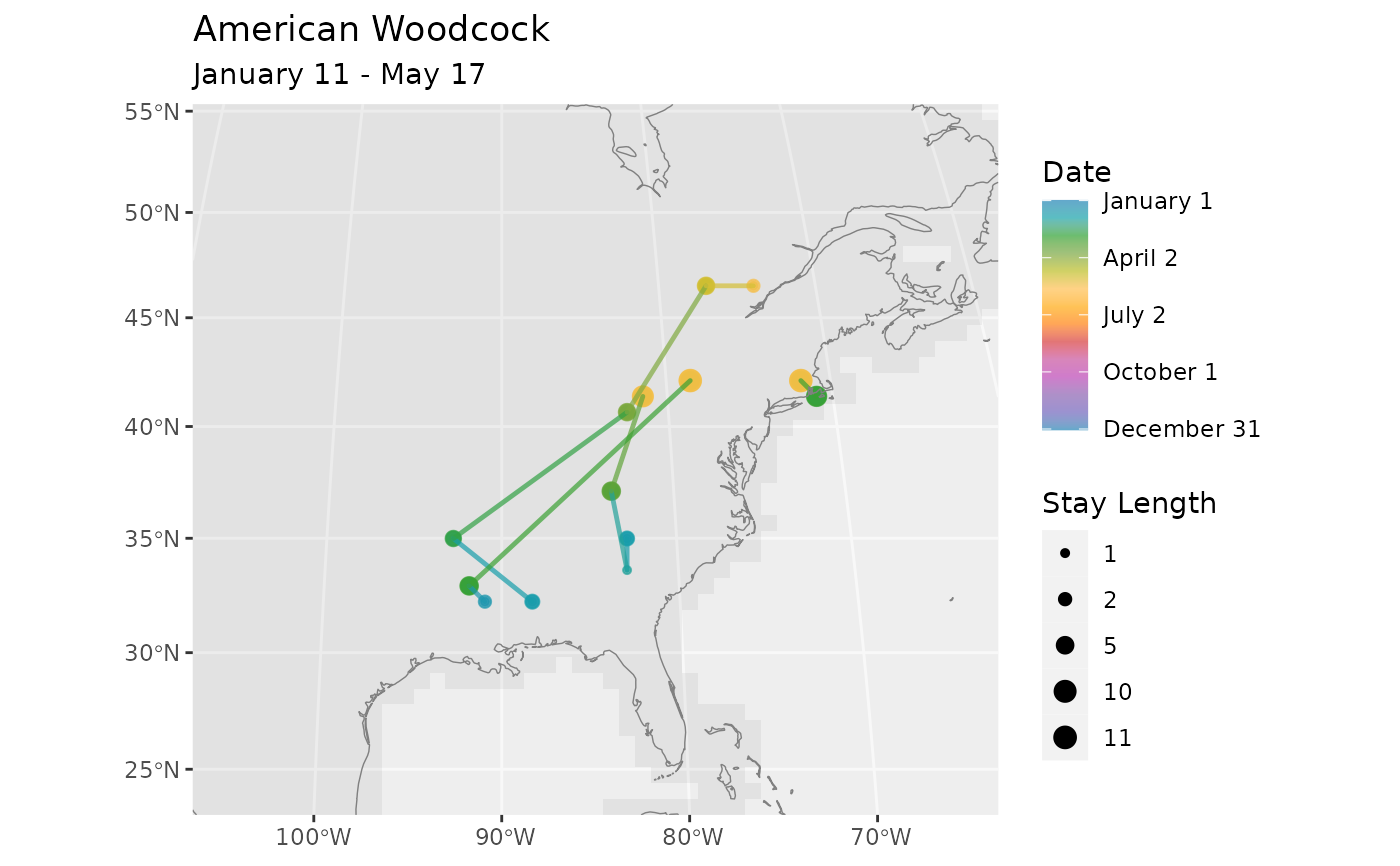 American Woodcock
January 11 - May 17
55°N
50°N
45°N
40°N
35°N
30°N
25°N
100°W
90°W
80°W
70°W
Date
January 1
April 2
July 2
October 1
December 31
Stay Length
1
2
5
10
11